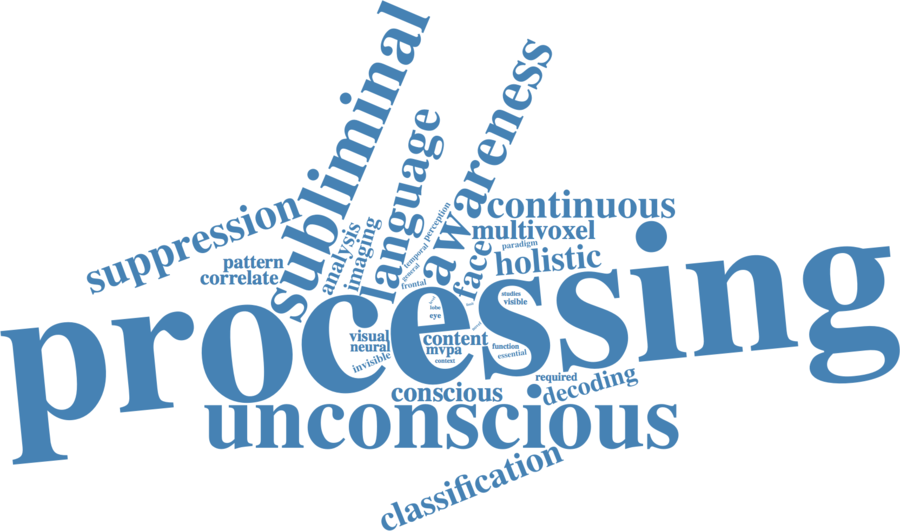 subliminal
awareness
language
suppression
continuous
multivoxel
perception
paradigm
analysis
imaging
temporal
general
frontal
face
holistic
pattern
correlate
processing
studies
visible
lobe
eye
visual
neural
invisible
content
mvpa
context
function
essential
required
decoding
conscious
unconscious
classification